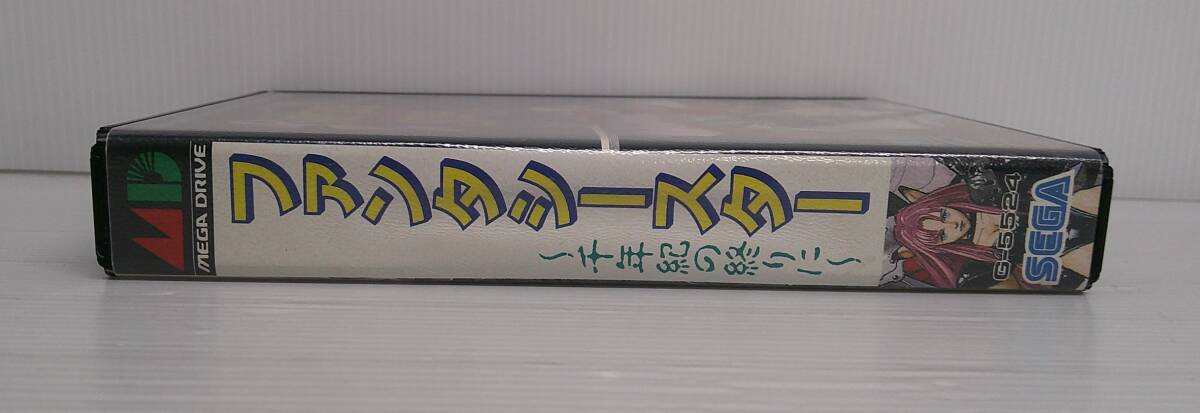 MD
MEGA DRIVE
ファンタシースター
~千年紀の終りに~
G-5524
SEGA